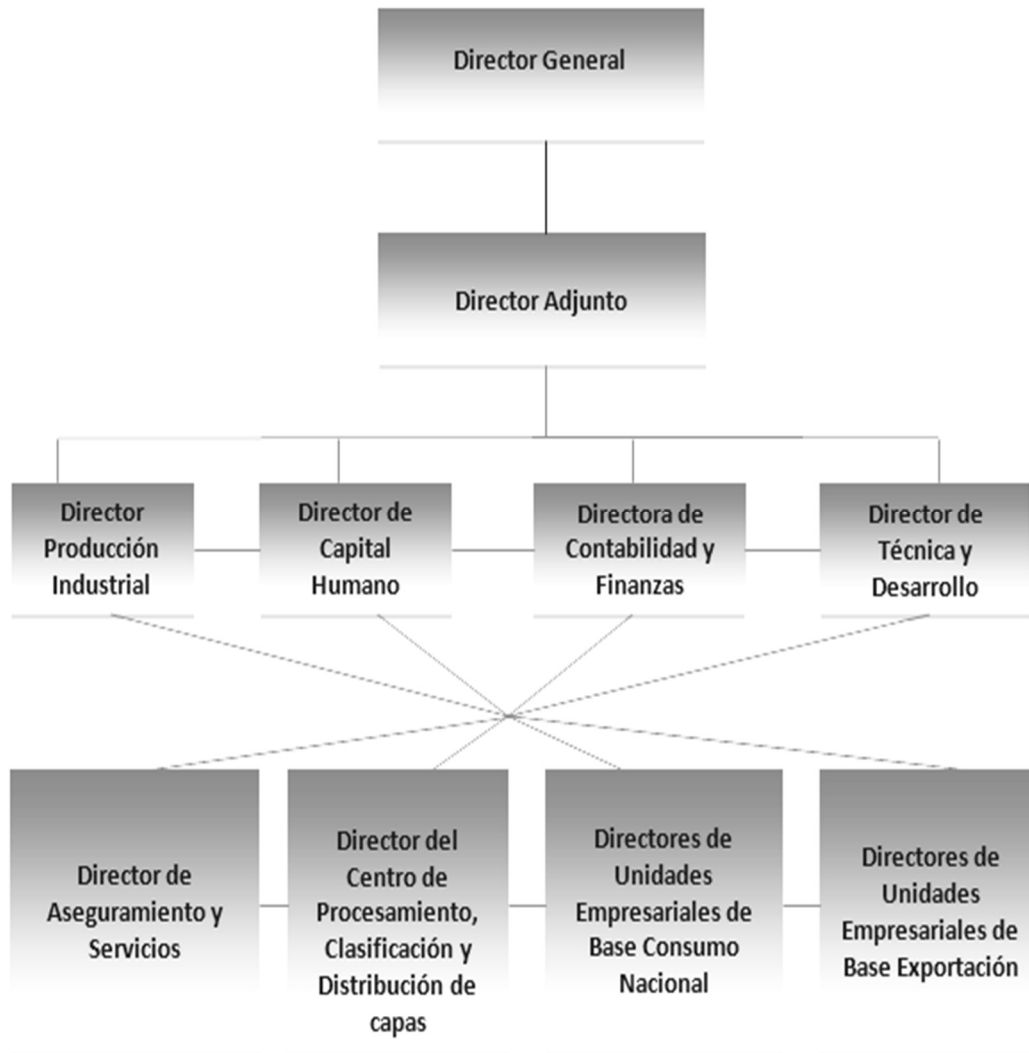 Director General
Director Adjunto
Director
Producción
Industrial
Director de
Capital
Humano
Directora de
Contabilidad y
Finanzas
Director de
Técnica y
Desarrollo
Director de
Aseguramiento y
Servicios
Director del
Centro de
Procesamiento,
Clasificación y
Distribución de
capas
Directores de
Unidades
Empresariales de
Base Consumo
Nacional
Directores de
Unidades
Empresariales de
Base Exportación